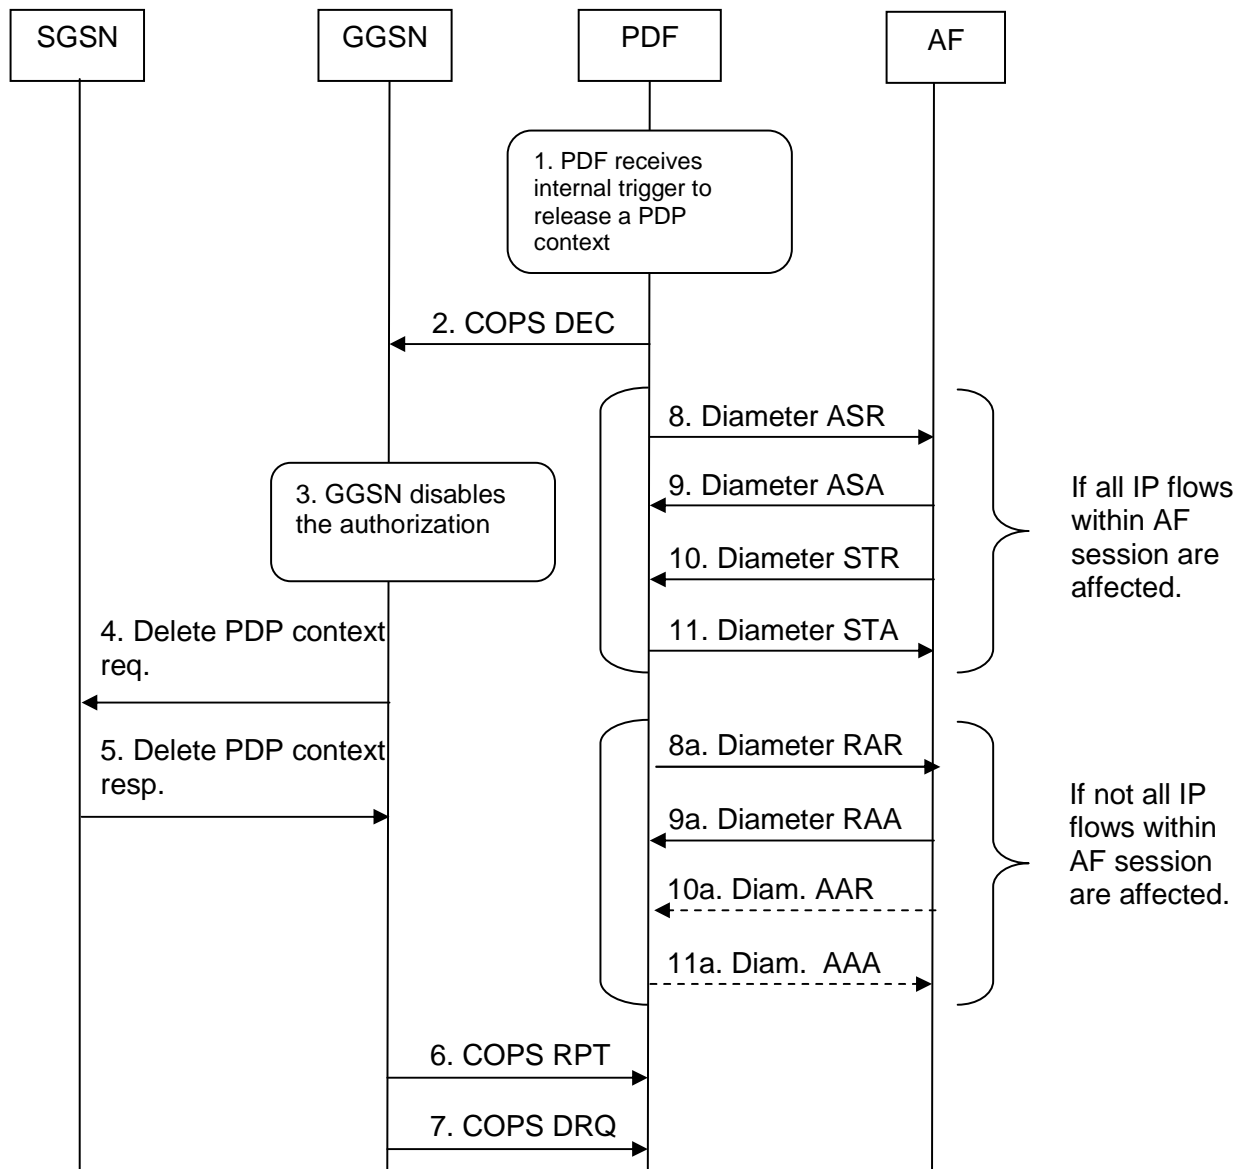 SGSN
GGSN
PDF
AF
1. PDF receives
internal trigger to
release a PDP
context
2. COPS DEC
8. Diameter ASR
3. GGSN disables
the authorization
9. Diameter ASA
If all IP flows
within AF
session are
affected.
10. Diameter STR
4. Delete PDP context
req.
11. Diameter STA
5. Delete PDP context
resp.
8a. Diameter RAR
9a. Diameter RAA
If not all IP
flows within
AF session
are affected.
10a. Diam. AAR
11a. Diam.  AAA
6. COPS RPT
7. COPS DRQ